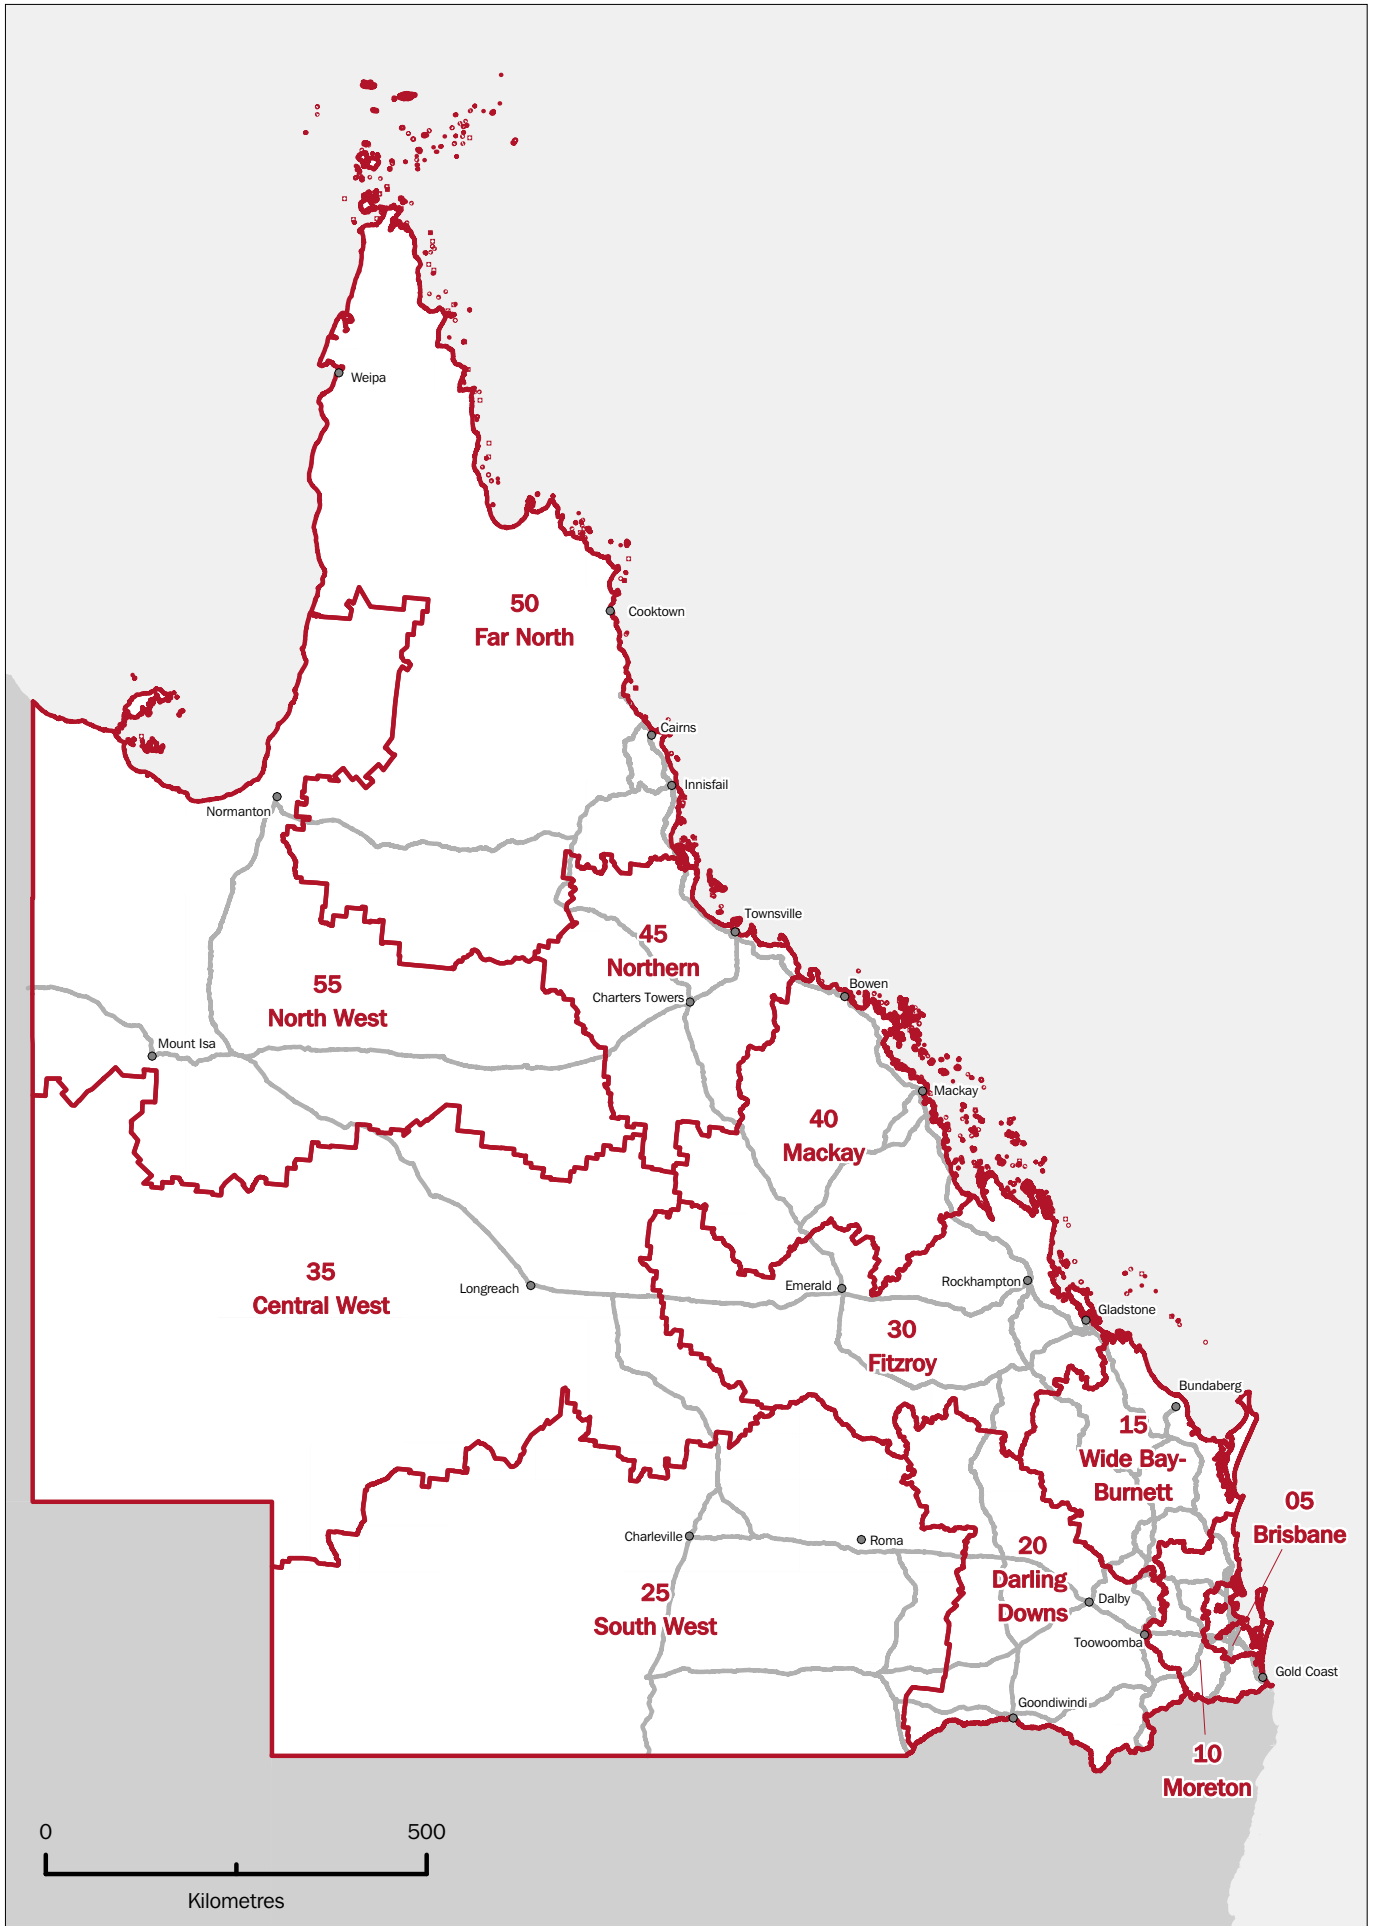 Weipa
50
Far North
Cooktown
Cairns
Innisfail
Normanton
Townsville
45
Northern
55
North West
Bowen
Charters Towers
Mount Isa
Mackay
40
Mackay
35
Central West
Longreach
Emerald
Rockhampton
Gladstone
30
Fitzroy
Bundaberg
15
Wide Bay-
Burnett
05
Brisbane
Charleville
Roma
20
Darling
Downs
25
South West
Dalby
Toowoomba
Gold Coast
Goondiwindi
10
Moreton
0
500
Kilometres